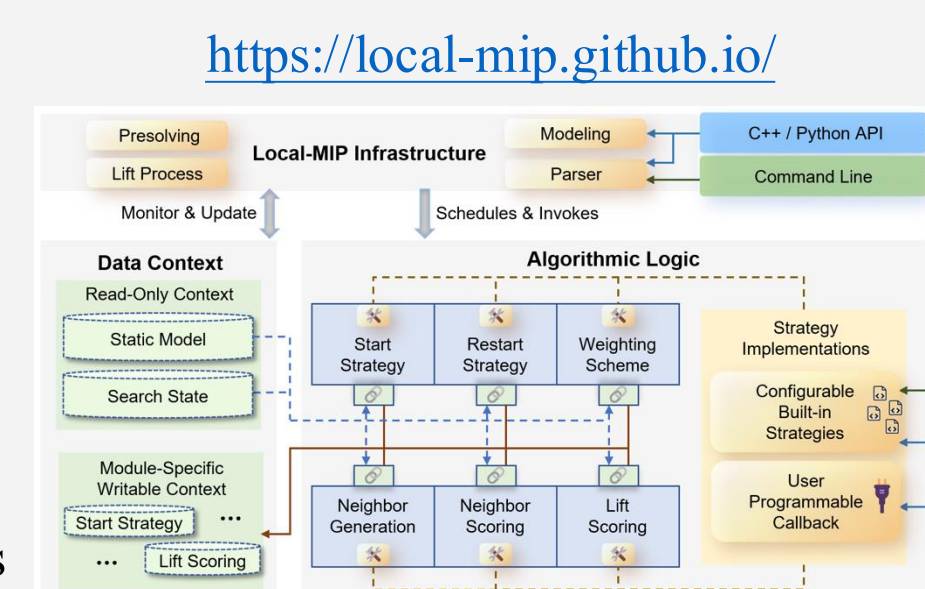 https://local-mip.github.io/
Presolving
Lift Process
Local-MIP Infrastructure
Modeling
Parser
C++ / Python API
Command Line
Monitor & Update
Schedules & Invokes
Data Context
Read-Only Context
Static Model
Search State
Module-Specific
Writable Context
Start Strategy
...
...
Lift Scoring
Algorithmic Logic
Start
Strategy
Restart
Strategy
Weighting
Scheme
Neighbor
Generation
Neighbor
Scoring
Lift
Scoring
Strategy
Implementations
Configurable
Built-in
Strategies
User
Programmable
Callback
s